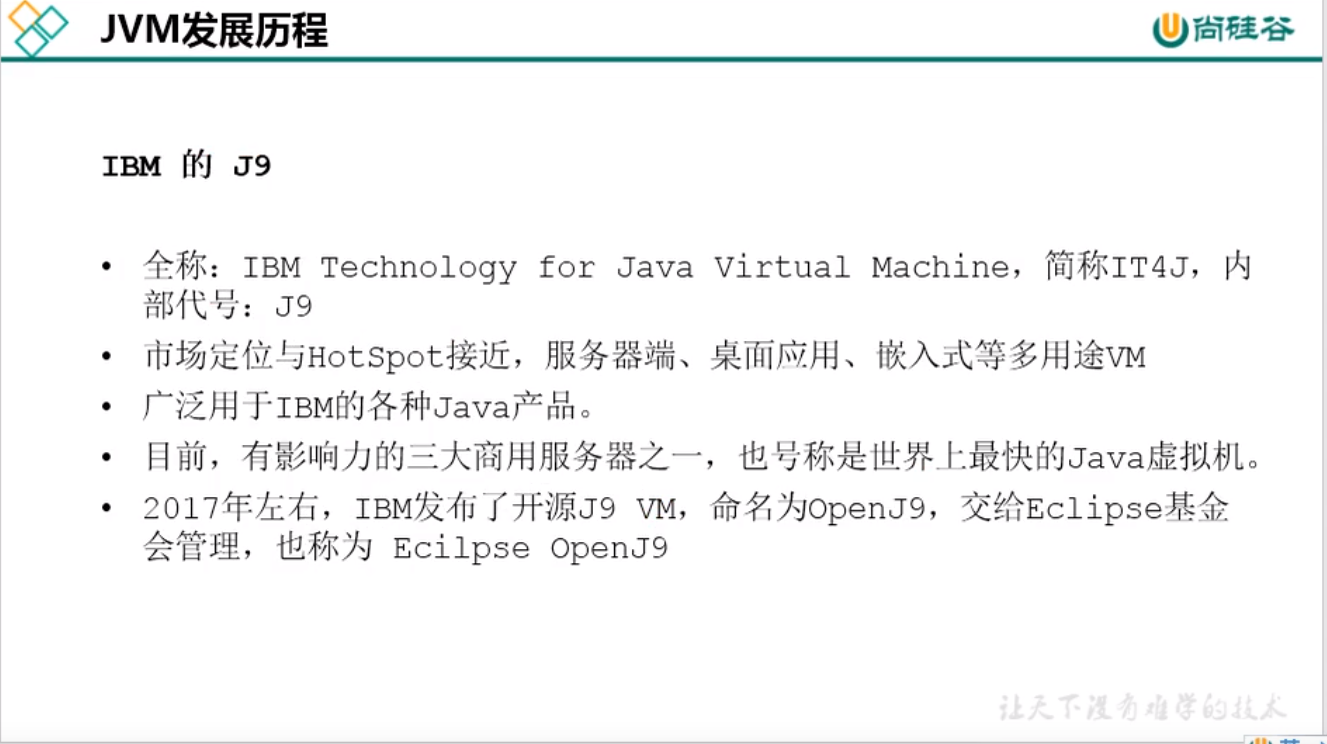 JVM发展历程
尚硅谷
IBM 的 J9
• 全称：IBM Technology for Java Virtual Machine，简称IT4J，内
部代号：J9
• 市场定位与HotSpot接近，服务器端、桌面应用、嵌入式等多用途VM
• 广泛用于IBM的各种Java产品。
• 目前，有影响力的三大商用服务器之一，也号称是世界上最快的Java虚拟机。
• 2017年左右，IBM发布了开源J9 VM，命名为OpenJ9，交给Eclipse基金
会管理，也称为 Ecilpse OpenJ9
让天下没有难学的技术